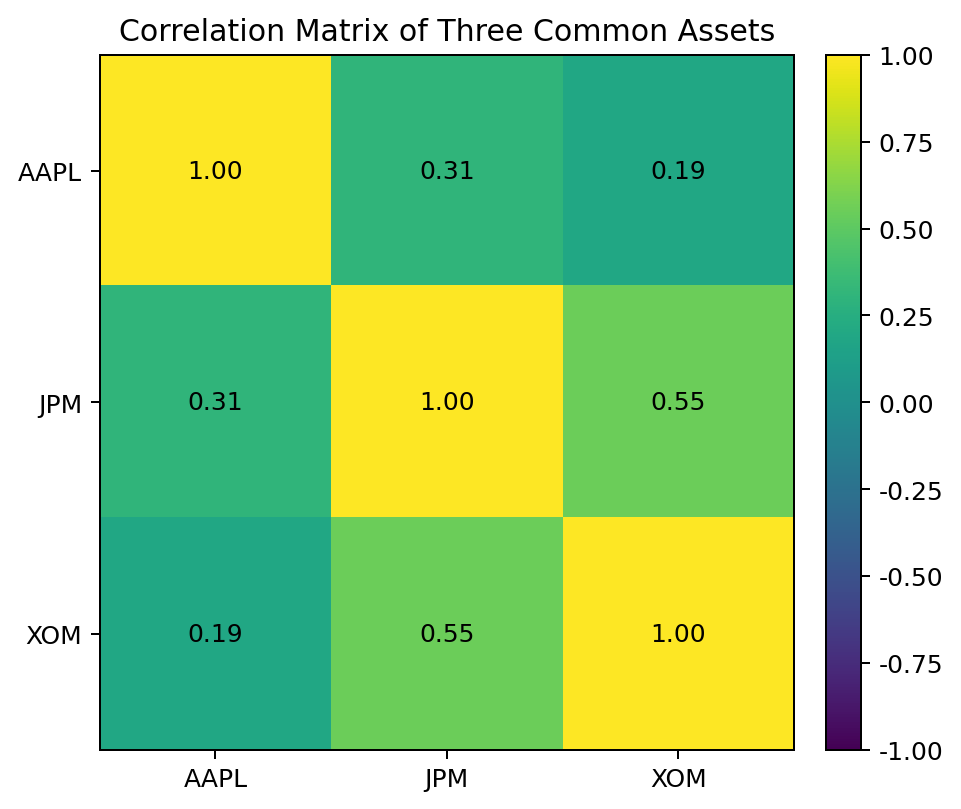 Correlation Matrix of Three Common Assets
AAPL
1.00 0.31 0.19
JPM
0.31 1.00 0.55
XOM
0.19 0.55 1.00
AAPL JPM XOM
1.00
0.75
0.50
0.25
0.00
-0.25
-0.50
-0.75
-1.00